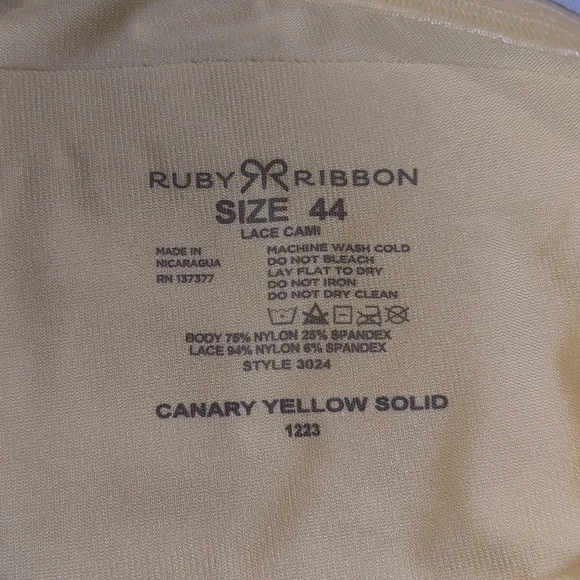 RUBY RIBBON
SIZE 44
LACE CAMI
MADE IN
NICARAGUA
RN 137377
MACHINE WASH COLD
DO NOT BLEACH
LAY FLAT TO DRY
DO NOT IRON
DO NOT DRY CLEAN
BODY 75% NYLON 25% SPANDEX
LACE 94% NYLON 6% SPANDEX
STYLE 3024
CANARY YELLOW SOLID
1223